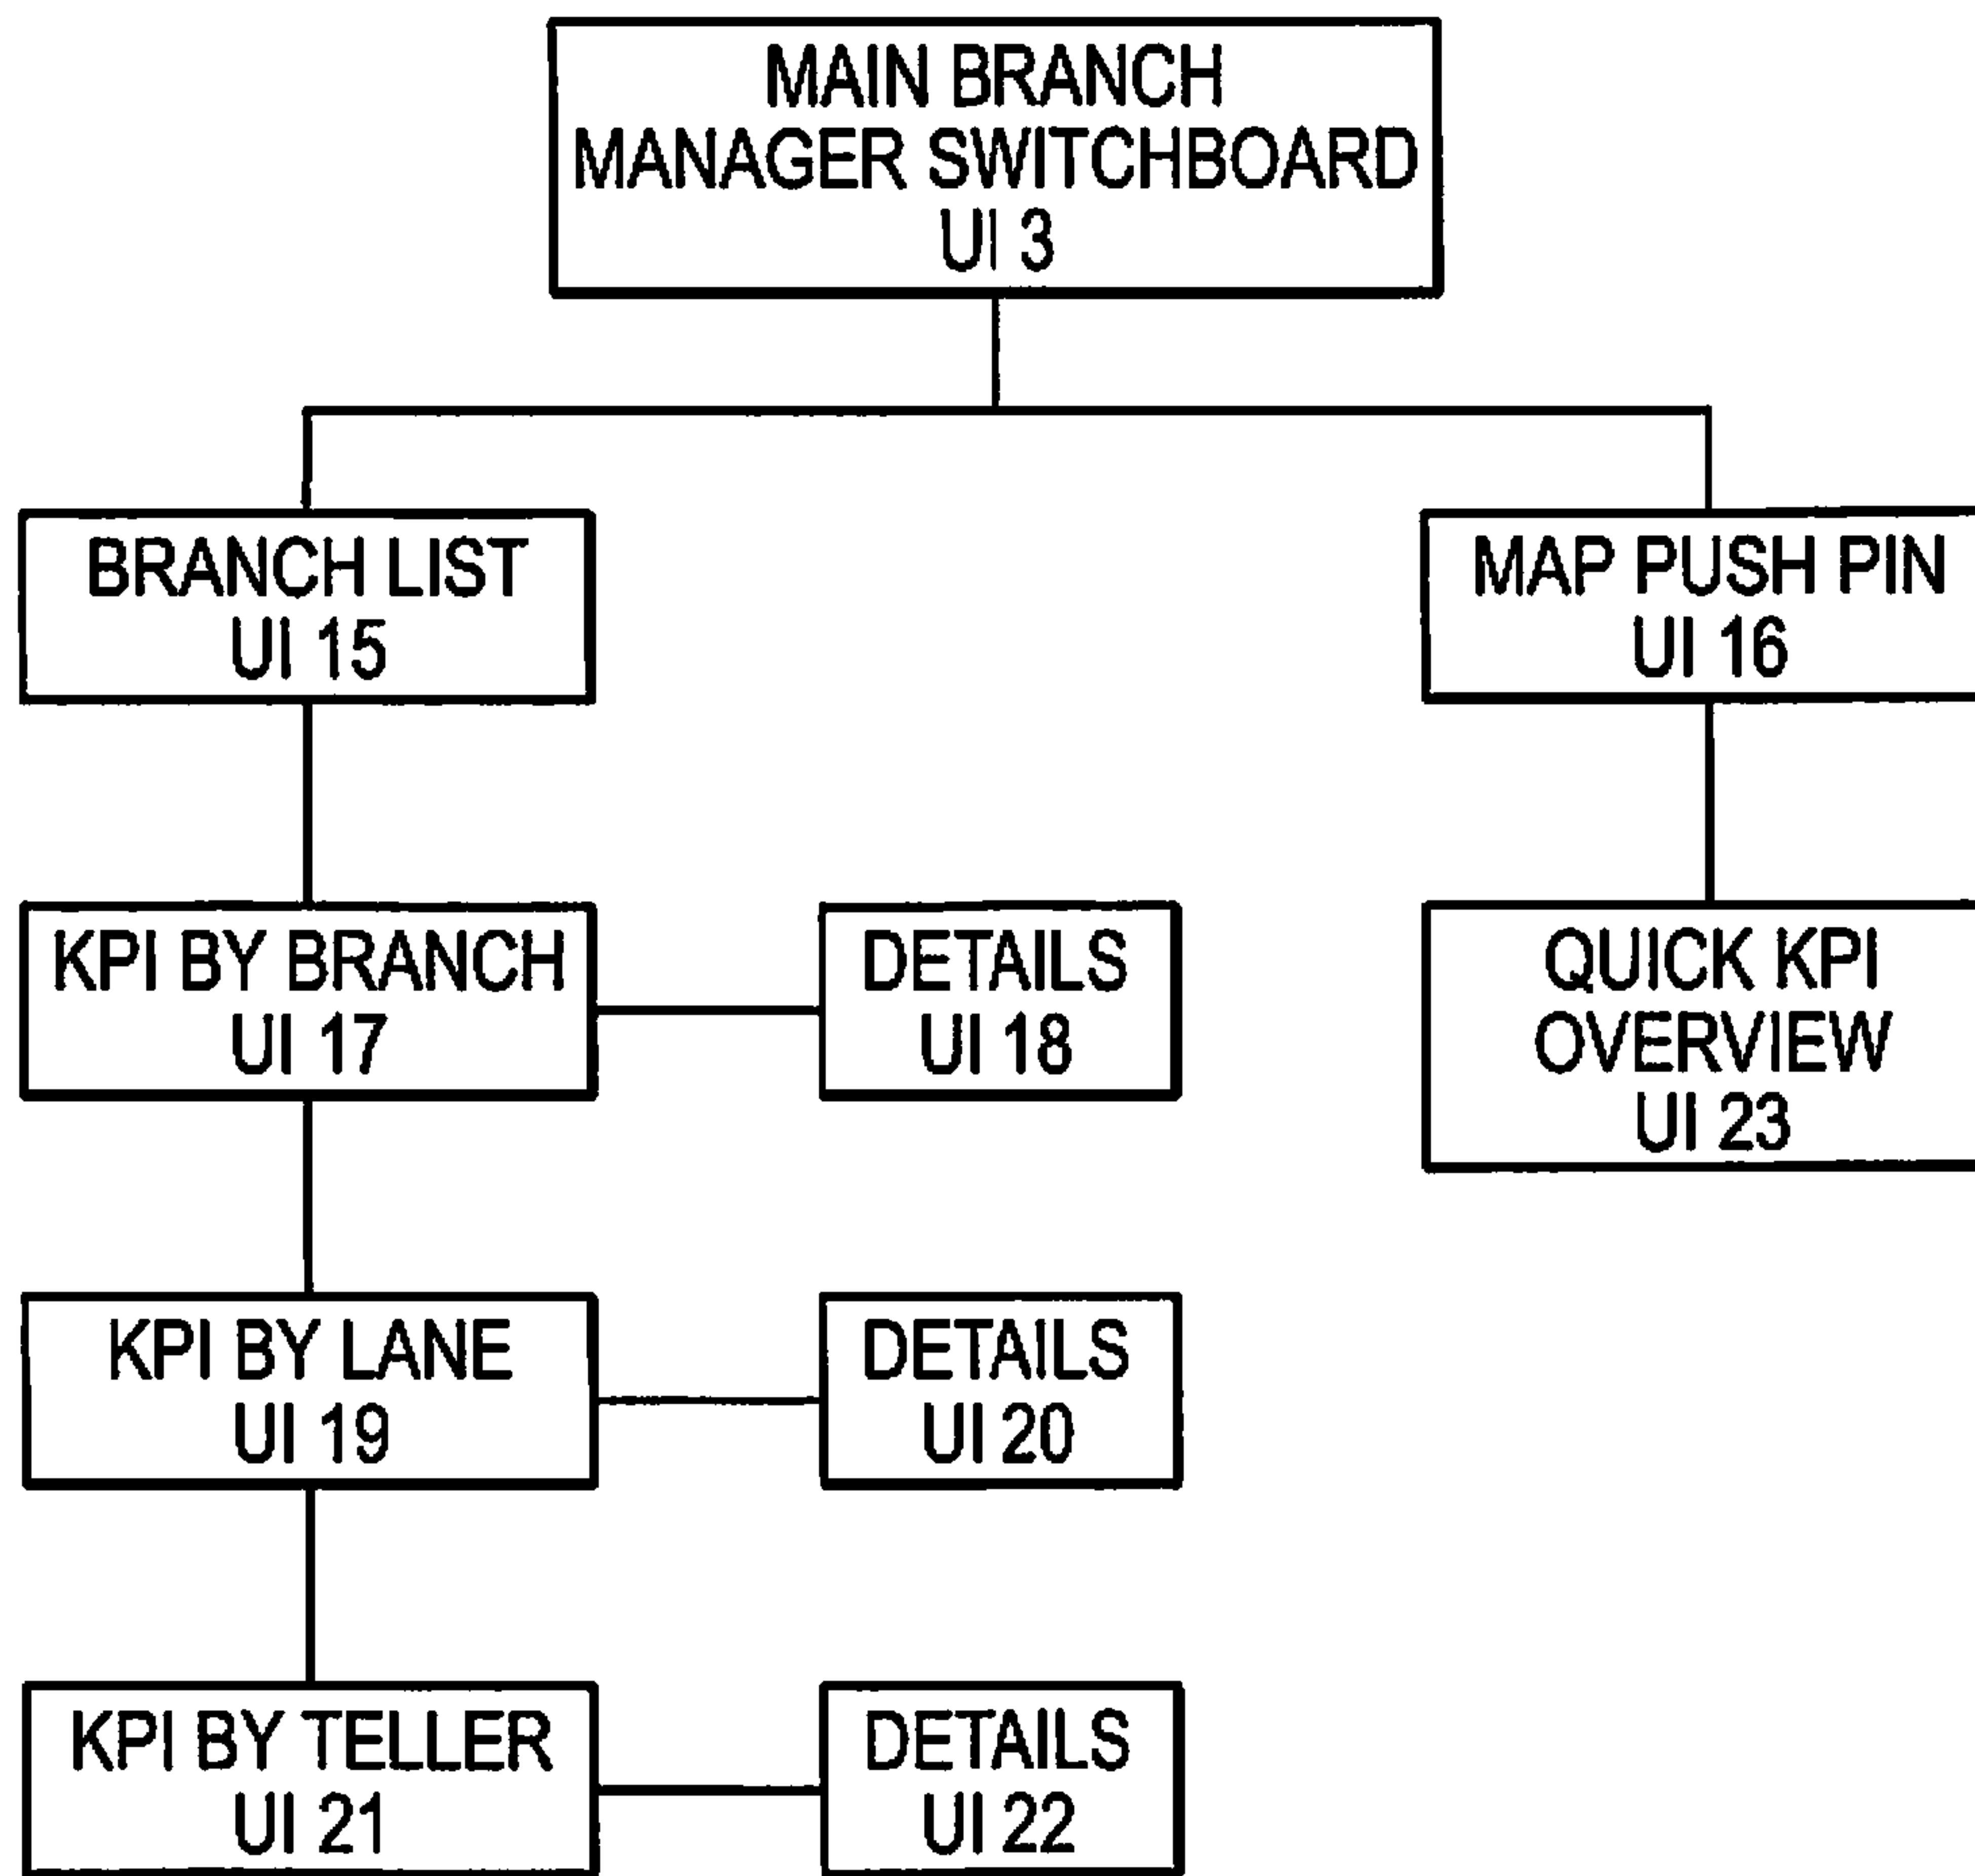 MAIN BRANCH
MANAGER SWITCHBOARD
UI 3
BRANCH LIST
UI 15
MAP PUSH PIN
UI 16
KPI BY BRANCH
UI 17
DETAILS
UI 18
QUICK KPI
OVERVIEW
UI 23
KPI BY LANE
UI 19
DETAILS
UI 20
KPI BY TELLER
UI 21
DETAILS
UI 22